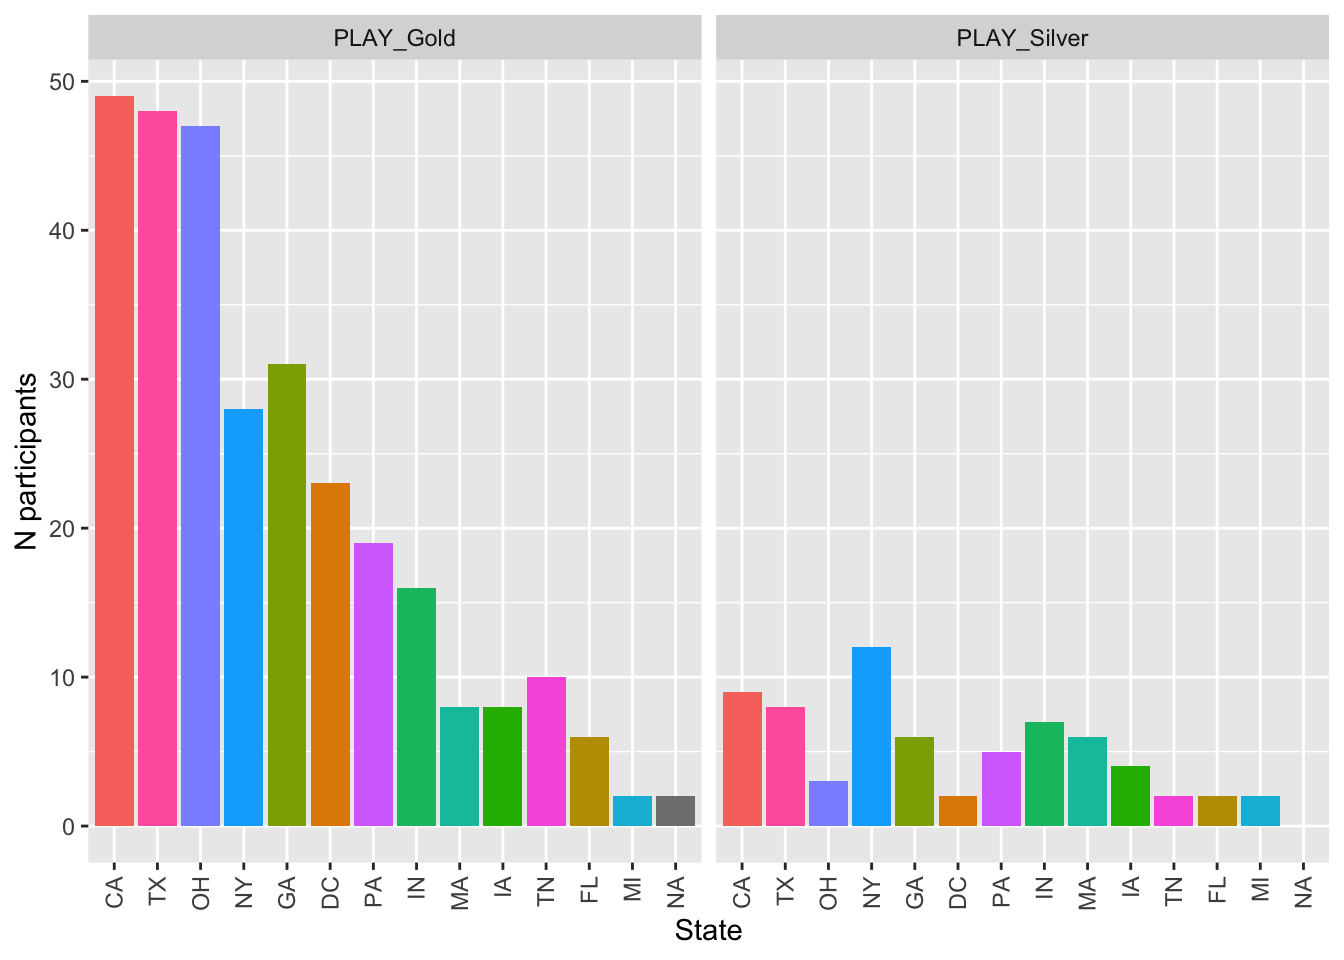 PLAY_Gold
PLAY_Silver
N participants
50
40
30
20
10
0
CA TX OH NY GA DC PA IN MA IA TN FL MI NA
CA TX OH NY GA DC PA IN MA IA TN FL MI NA
State